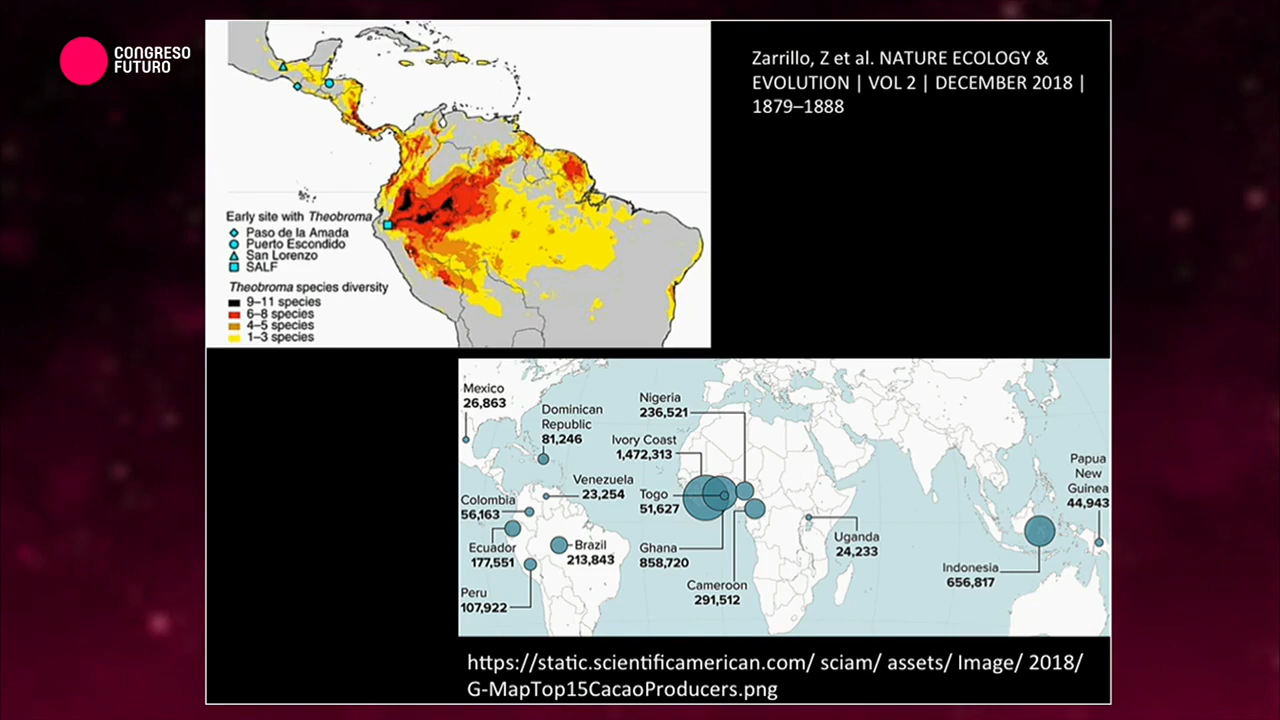 CONGRESO
FUTURO
Zarrillo, Z et al. NATURE ECOLOGY &
EVOLUTION | VOL 2 | DECEMBER 2018 |
1879–1888
Early site with Theobroma
Paso de la Amada
Puerto Escondido
San Lorenzo
SALF
Theobroma species diversity
9–11 species
6–8 species
4–5 species
1–3 species
Mexico
26,863
Dominican
Republic
81,246
Venezuela
23,254
Colombia
56,163
Ecuador
177,551
Brazil
213,843
Peru
107,922
Nigeria
236,521
Ivory Coast
1,472,313
Togo
51,627
Ghana
858,720
Cameroon
291,512
Uganda
24,233
Indonesia
656,817
Papua
New
Guinea
44,943
https://static.scientificamerican.com/ sciam/ assets/ Image/ 2018/
G-MapTop15CacaoProducers.png